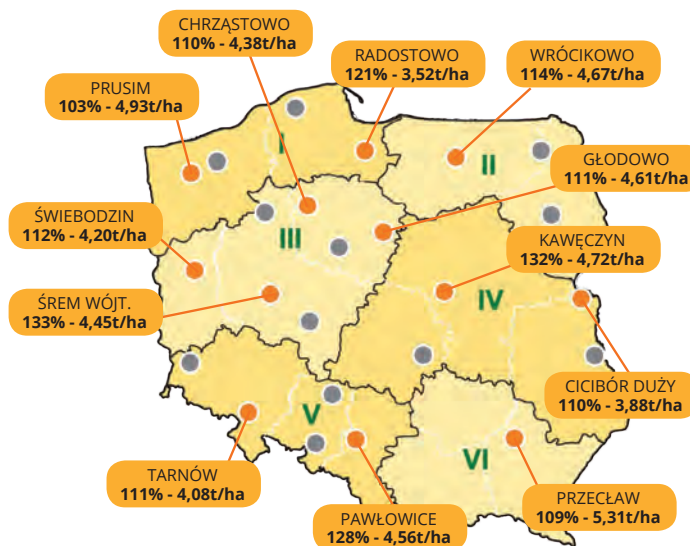 CHRZĄSTOWO
110% - 4,38t/ha
RADOSTOWO
121% - 3,52t/ha
WRÓCIKOWO
114% - 4,67t/ha
PRUSIM
103% - 4,93t/ha
I
II
GŁODOWO
111% - 4,61t/ha
ŚWIEBODZIN
112% - 4,20t/ha
III
KAWĘCZYN
132% - 4,72t/ha
ŚREM WÓJT.
133% - 4,45t/ha
IV
CICIBÓR DUŻY
110% - 3,88t/ha
V
VI
TARNÓW
111% - 4,08t/ha
PAWŁOWICE
128% - 4,56t/ha
PRZECŁAW
109% - 5,31t/ha